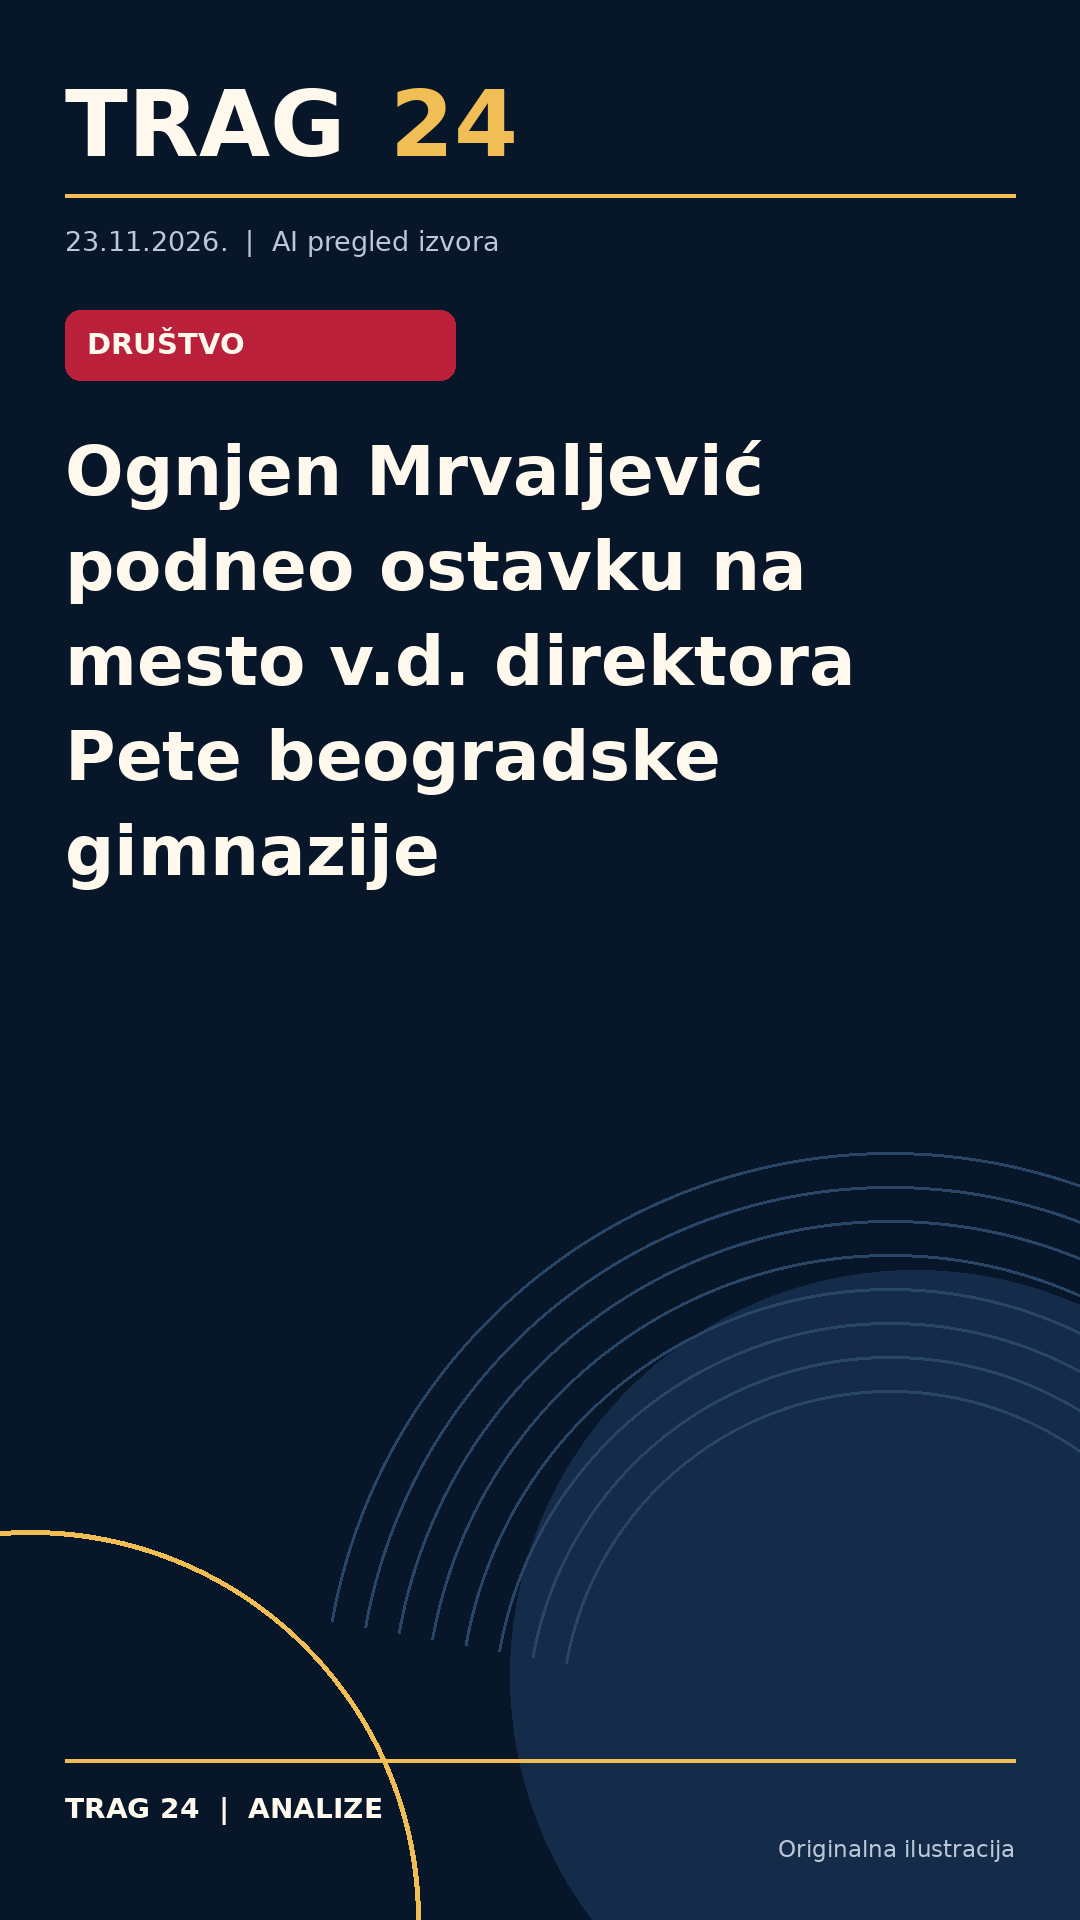 TRAG 24
23.11.2026. | AI pregled izvora
DRUŠTVO
Ognjen Mrvaljević
podneo ostavku na
mesto v.d. direktora
Pete beogradske
gimnazije
TRAG 24 | ANALIZE
Originalna ilustracija